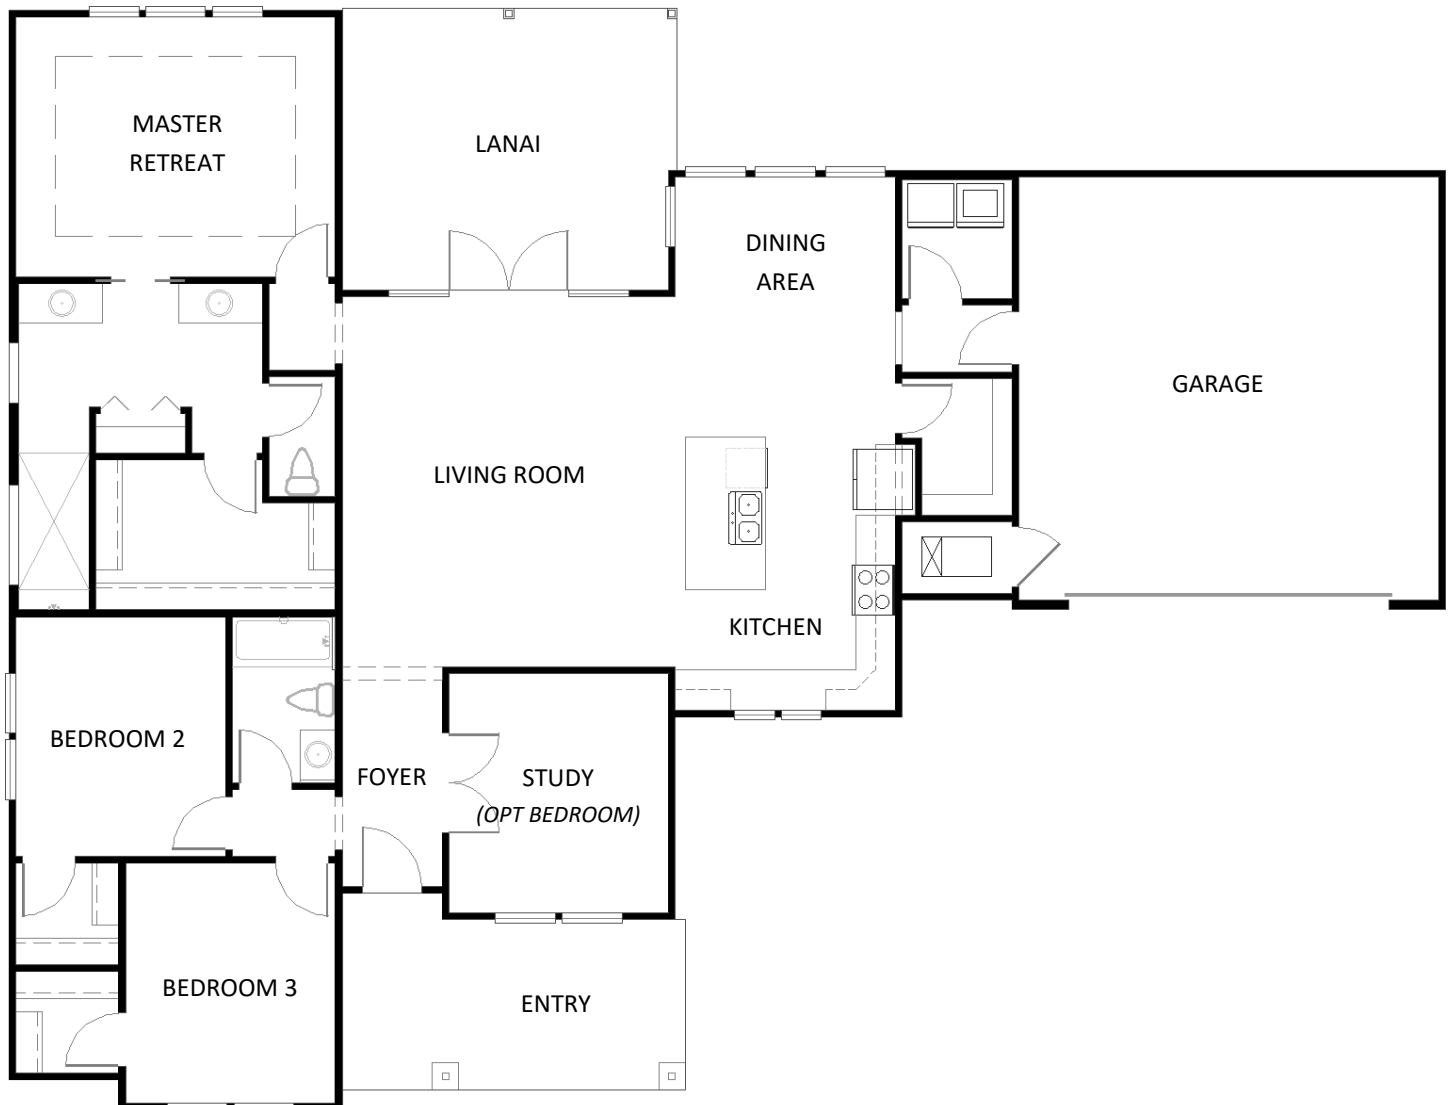 MASTER
RETREAT
LANAI
DINING
AREA
GARAGE
LIVING ROOM
KITCHEN
BEDROOM 2
FOYER
STUDY
(OPT BEDROOM)
BEDROOM 3
ENTRY